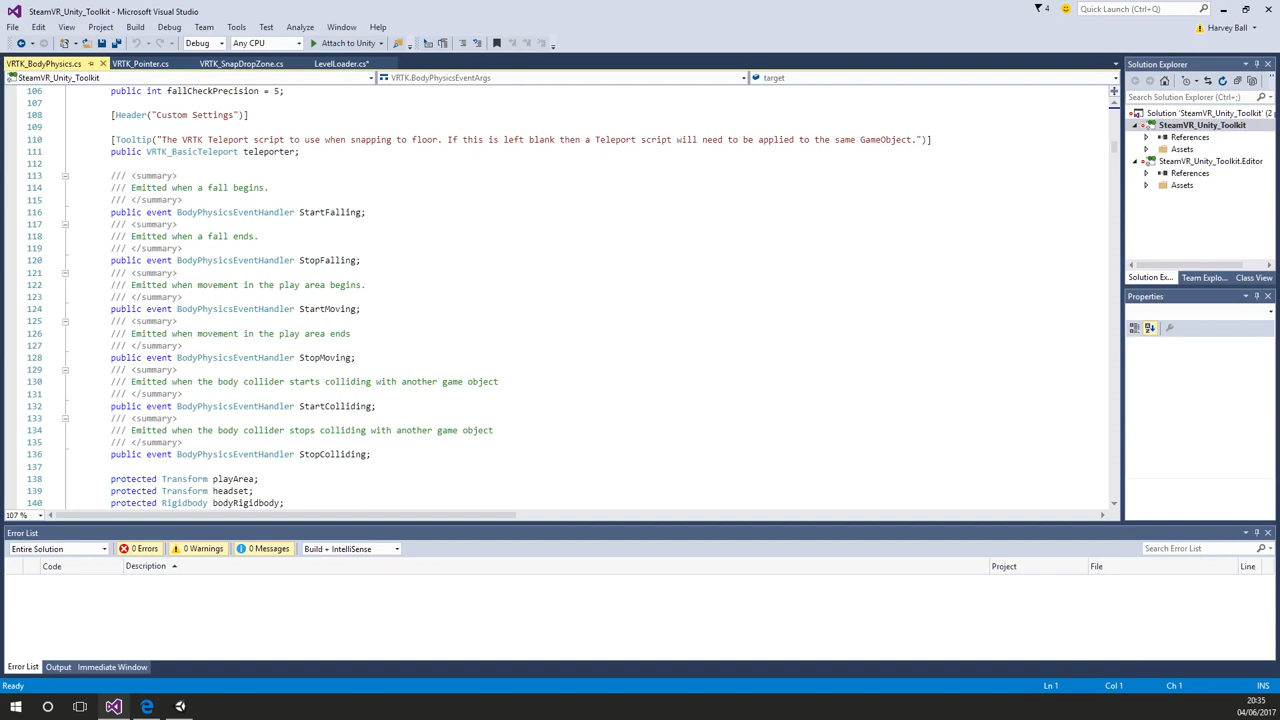 SteamVR_Unity_Toolkit - Microsoft Visual Studio
4
Quick Launch (Ctrl+Q)
File Edit View Project Build Debug Team Tools Test Analyze Window Help
Harvey Ball
Debug Any CPU Attach to Unity
VRTK_BodyPhysics.cs VRTK_Pointer.cs VRTK_SnapDropZone.cs LevelLoader.cs*
SteamVR_Unity_Toolkit VRTK.BodyPhysicsEventArgs target
106 public int fallCheckPrecision = 5;
107
108 [Header("Custom Settings")]
109
110 [Tooltip("The VRTK Teleport script to use when snapping to floor. If this is left blank then a Teleport script will need to be applied to the same GameObject.")]
111 public VRTK_BasicTeleport teleporter;
112
113 /// <summary>
114 /// Emitted when a fall begins.
115 /// </summary>
116 public event BodyPhysicsEventHandler StartFalling;
117 /// <summary>
118 /// Emitted when a fall ends.
119 /// </summary>
120 public event BodyPhysicsEventHandler StopFalling;
121 /// <summary>
122 /// Emitted when movement in the play area begins.
123 /// </summary>
124 public event BodyPhysicsEventHandler StartMoving;
125 /// <summary>
126 /// Emitted when movement in the play area ends
127 /// </summary>
128 public event BodyPhysicsEventHandler StopMoving;
129 /// <summary>
130 /// Emitted when the body collider starts colliding with another game object
131 /// </summary>
132 public event BodyPhysicsEventHandler StartColliding;
133 /// <summary>
134 /// Emitted when the body collider stops colliding with another game object
135 /// </summary>
136 public event BodyPhysicsEventHandler StopColliding;
137
138 protected Transform playArea;
139 protected Transform headset;
140 protected Rigidbody bodyRigidbody;
107 %
Solution Explorer
Search Solution Explorer (Ctrl+;)
Solution 'SteamVR_Unity_Toolkit' (2
SteamVR_Unity_Toolkit
References
Assets
SteamVR_Unity_Toolkit.Editor
References
Assets
Solution Ex... Team Explo... Class View
Properties
Error List
Entire Solution 0 Errors 0 Warnings 0 Messages Build + IntelliSense Search Error List
Code Description Project File Line
Error List Output Immediate Window
Ready Ln 1 Col 1 Ch 1 INS
20:35
04/06/2017